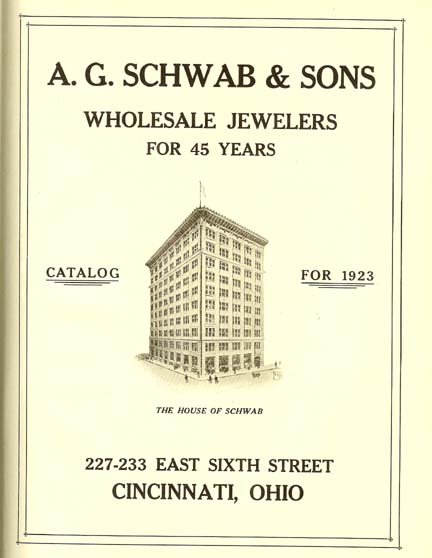 A. G. SCHWAB & SONS
WHOLESALE JEWELERS
FOR 45 YEARS
CATALOG FOR 1923
THE HOUSE OF SCHWAB
227-233 EAST SIXTH STREET
CINCINNATI, OHIO